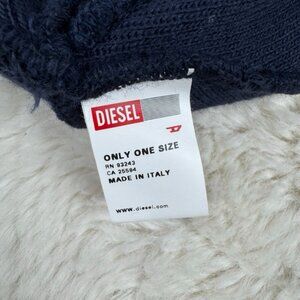 DIESEL
ONLY ONE SIZE
RN 93243
CA 25594
MADE IN ITALY
www.diesel.com